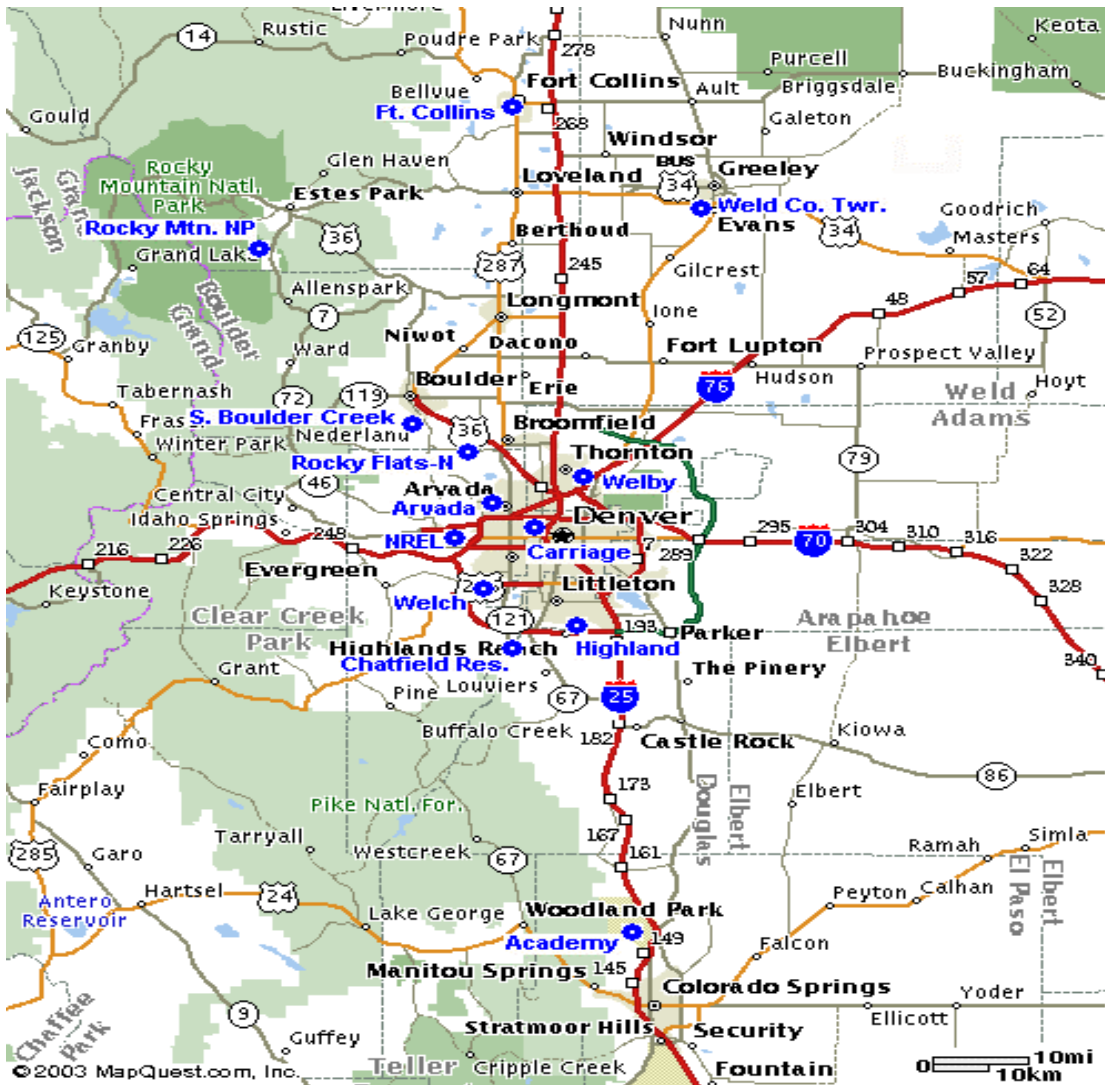 Livermore
Rustic
14
Poudre Park
278
Nunn
Keota
Purcell
Buckingham
Fort Collins
Bellvue
Ault
Briggsdale
Ft. Collins
Gould
268
Galeton
Windsor
Glen Haven
BUS
34
Greeley
Rocky
Mountain Natl.
Park
Loveland
Estes Park
Jackson
Grand
Weld Co. Twr.
Evans
Goodrich
Rocky Mtn. NP
36
Berthoud
34
Masters
Grand Lake
287
245
Gilcrest
64
57
Allenspark
Longmont
48
Boulder
Grand
7
Ione
52
125
Niwot
Dacono
Granby
Ward
Fort Lupton
Prospect Valley
Boulder
Erie
76
Hudson
Hoyt
Tabernash
119
72
Weld
Adams
S. Boulder Creek
Fras
Nederland
36
Broomfield
Winter Park
Rocky Flats-N
Thornton
79
46
Welby
Central City
Arvada
Arvada
Idaho Springs
Denver
295
304
310
NREL
248
Carriage
7
70
316
216
226
289
322
Evergreen
Littleton
328
Keystone
Welch
Clear Creek
Park
121
193
Arapahoe
Elbert
Parker
Highlands Ranch
Highland
Chatfield Res.
340
Grant
The Pinery
Pine
Louviers
67
25
Buffalo Creek
Kiowa
182
Castle Rock
Como
86
173
Fairplay
Douglas
Elbert
Elbert
Pike Natl. For.
Tarryall
167
Simla
285
Garo
Westcreek
67
161
Ramah
Elbert
El Paso
Hartsel
24
Peyton
Calhan
Antero
Reservoir
Lake George
Woodland Park
Academy
149
Falcon
Manitou Springs
145
Colorado Springs
Yoder
9
Ellicott
Chaffee
Park
Guffey
Stratmoor Hills
Security
Teller
Cripple Creek
Fountain
©2003 MapQuest.com, Inc.
0
10mi
10km